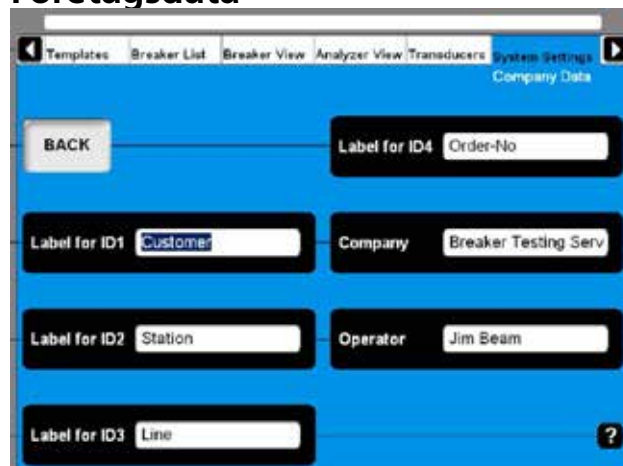 Företagsdata
Templates Breaker List Breaker View Analyzer View Transducers System Settings
Company Data
BACK
Label for ID4 Order-No
Label for ID1 Customer
Company Breaker Testing Serv
Label for ID2 Station
Operator Jim Beam
Label for ID3 Line
?